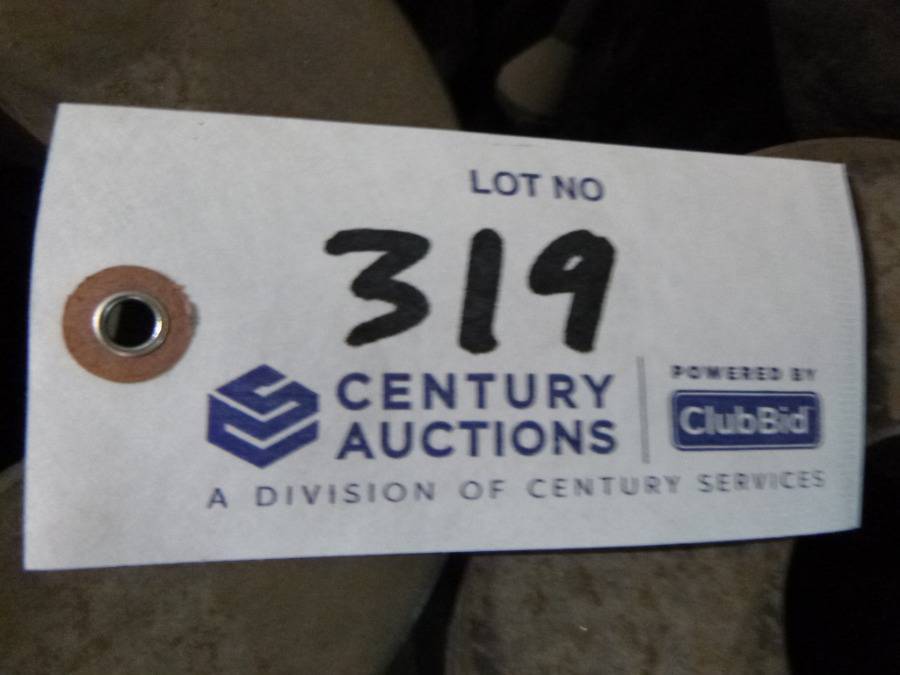 LOT NO
319
CENTURY
AUCTIONS
POWERED BY
ClubBid
A DIVISION OF CENTURY SERVICES